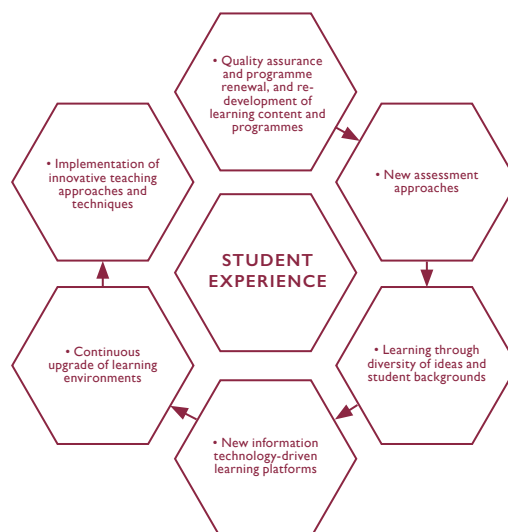 • Quality assurance
and programme
renewal, and re-
development of
learning content and
programmes
• New assessment
approaches
• Learning through
diversity of ideas and
student backgrounds
• New information
technology-driven
learning platforms
• Continuous
upgrade of learning
environments
• Implementation of
innovative teaching
approaches and
techniques
STUDENT
EXPERIENCE